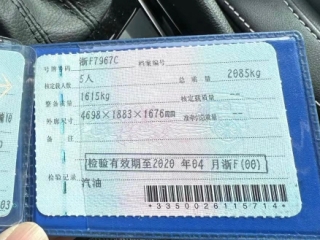 号牌号码 浙F7967C 档案编号
核定载人数 5人 总质量 2085kg
整备质量 1615kg 核定载质量 --
外廓尺寸 4698×1883×1676mm 准牵引总质量 --
备注
检验有效期至2020 年 04 月浙F(00)
检验记录 汽油
*3350026115714*